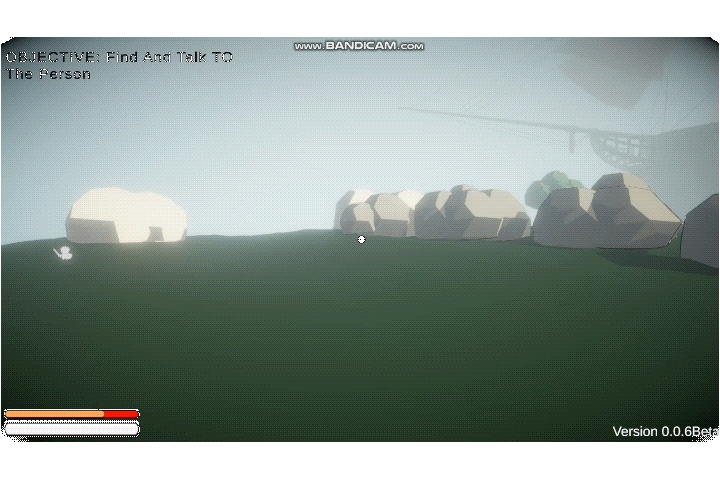 www.BANDICAM.com
OBJECTIVE: Find And Talk TO
The Person
Version 0.0.6Beta